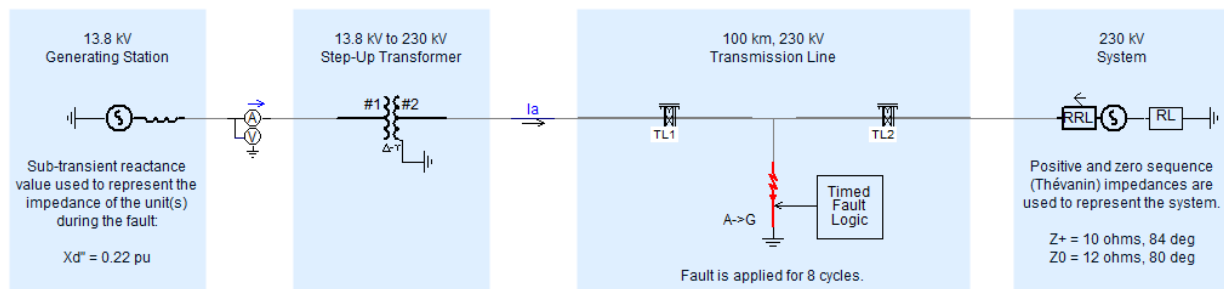 13.8 kV
Generating Station
13.8 kV to 230 kV
Step-Up Transformer
100 km, 230 kV
Transmission Line
230 kV
System
A
V
#1
#2
Δ-Y
Ia
TL1
TL2
RRL
RL
Sub-transient reactance
value used to represent the
impedance of the unit(s)
during the fault:
Xd" = 0.22 pu
A->G
Timed
Fault
Logic
Fault is applied for 8 cycles.
Positive and zero sequence
(Thévanin) impedances are
used to represent the system.
Z+ = 10 ohms, 84 deg
Z0 = 12 ohms, 80 deg